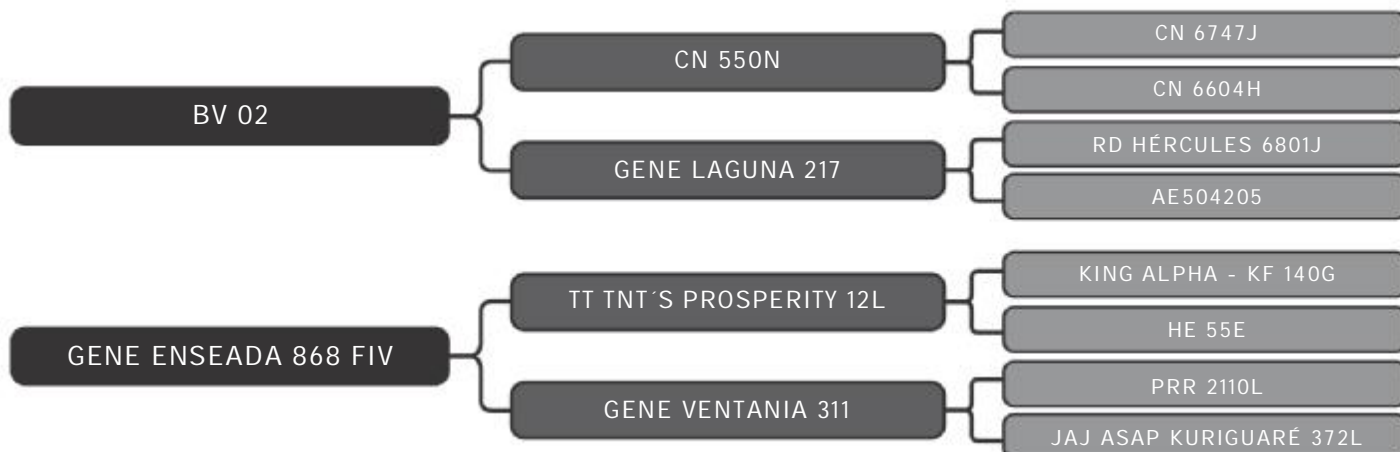 CN 6747J
CN 550N
CN 6604H
BV 02
RD HÉRCULES 6801J
GENE LAGUNA 217
AE504205
KING ALPHA - KF 140G
TT TNT´S PROSPERITY 12L
HE 55E
GENE ENSEADA 868 FIV
PRR 2110L
GENE VENTANIA 311
JAJ ASAP KURIGUARÉ 372L